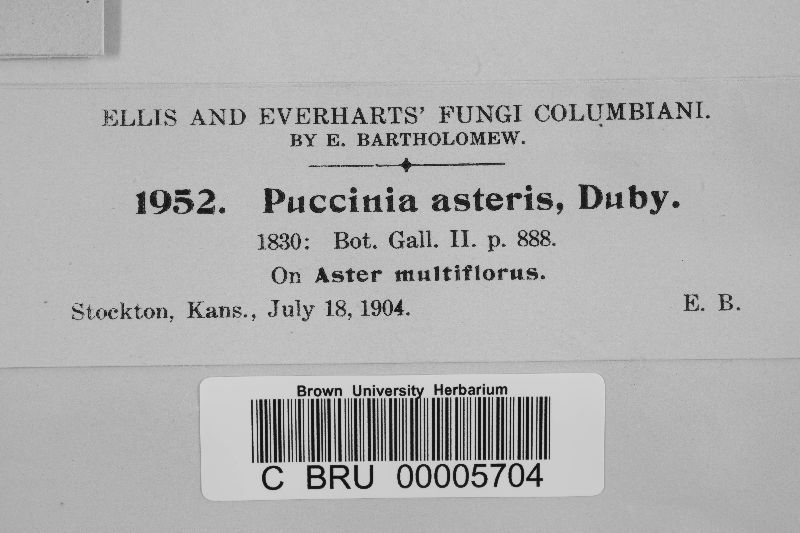 ELLIS AND EVERHARTS' FUNGI COLUMBIANI.
BY E. BARTHOLOMEW.
1952. Puccinia asteris, Duby.
1830: Bot. Gall. II. p. 888.
On Aster multiflorus.
Stockton, Kans., July 18, 1904. E. B.
Brown University Herbarium
C BRU 00005704